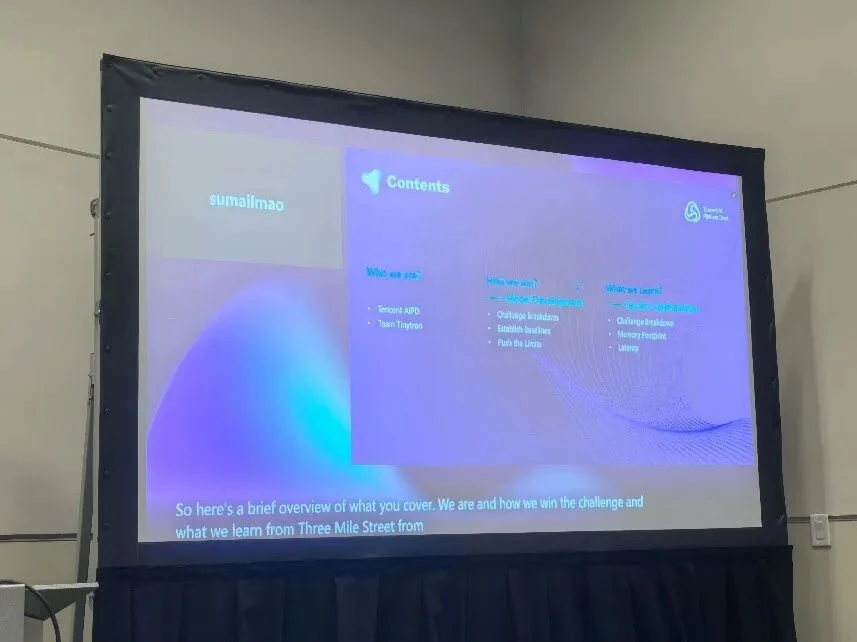 sumailmao
Contents
Who we are?
• Tencent AIPD
• Team Tinytron
How we win?
• Challenge Breakdown
• Establish Baselines
• Push the Limits
What we Learn?
• Challenge Breakdown
• Memory Footprint
• Latency
So here's a brief overview of what you cover. We are and how we win the challenge and
what we learn from Three Mile Street from